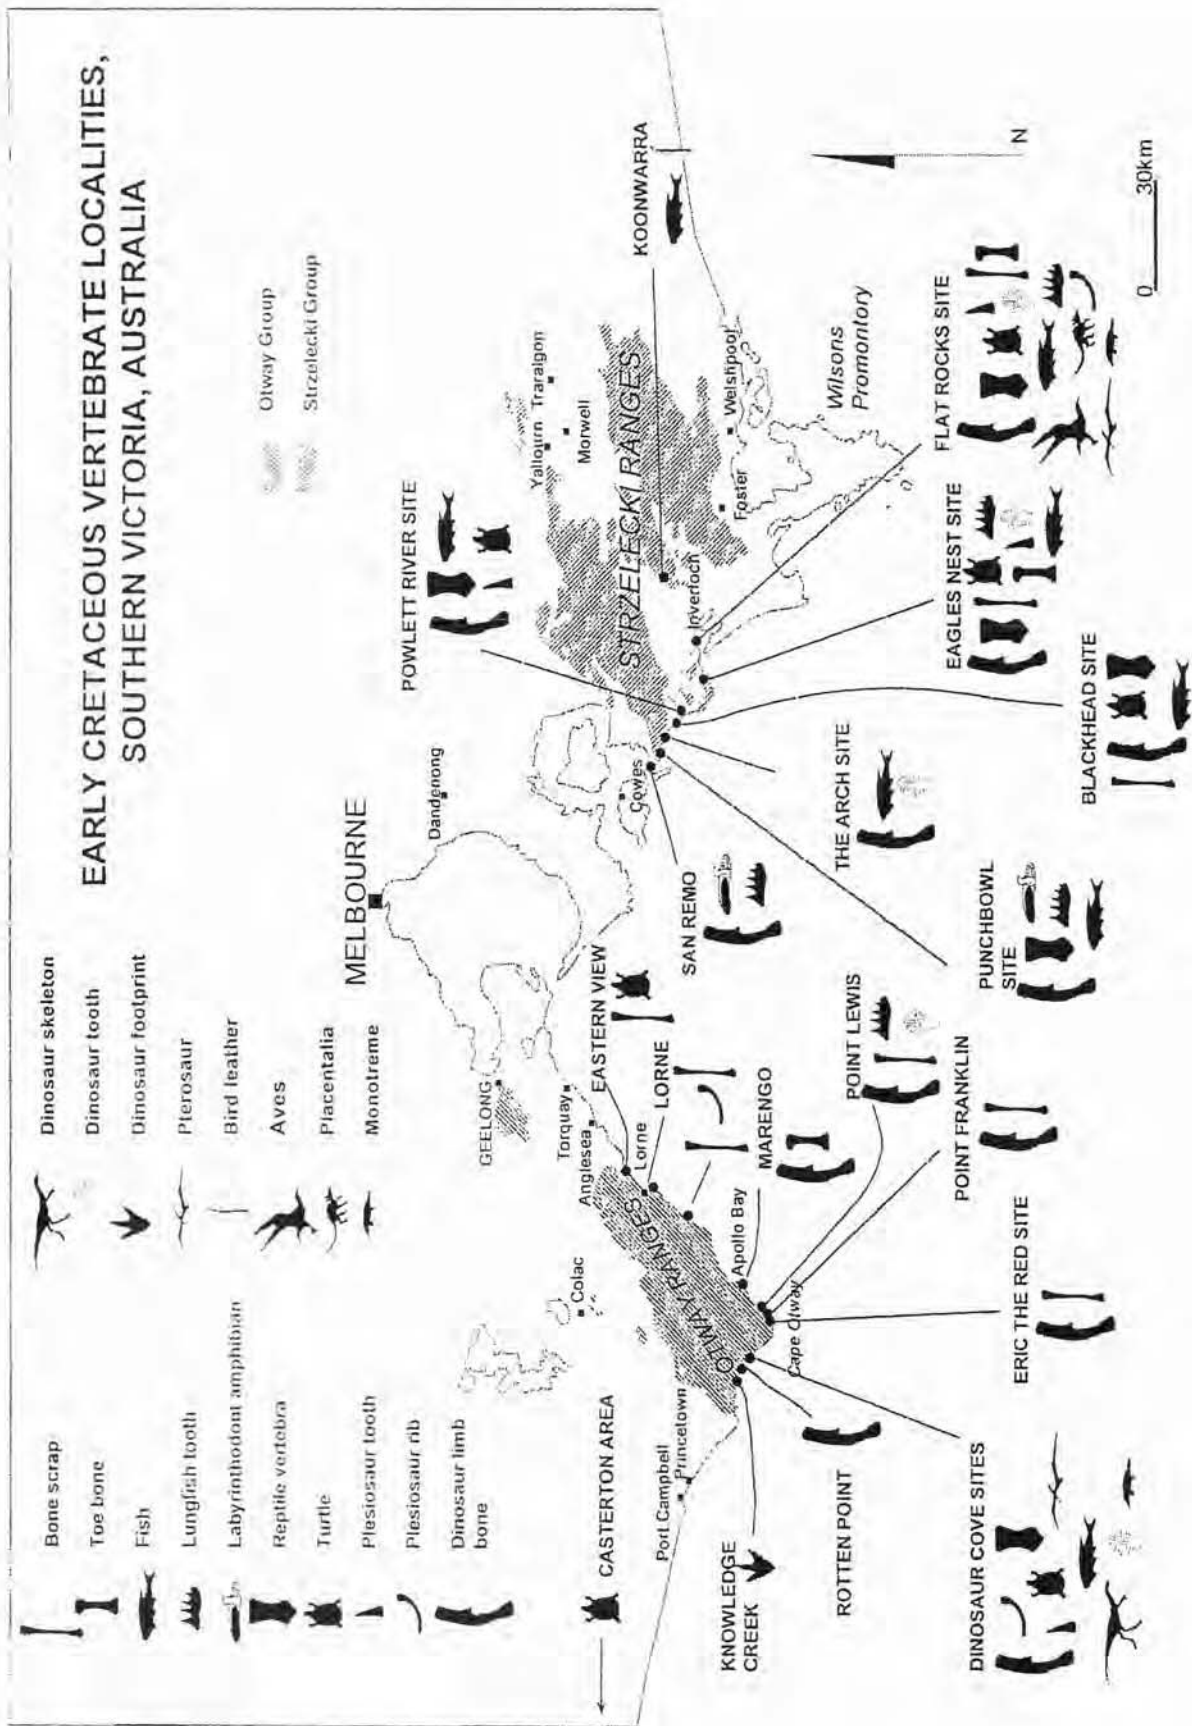 EARLY CRETACEOUS VERTEBRATE LOCALITIES,
SOUTHERN VICTORIA, AUSTRALIA
Bone scrap
Toe bone
Fish
Lungfish tooth
Labyrinthodont amphibian
Reptile vertebra
Turtle
Plesiosaur tooth
Plesiosaur rib
Dinosaur limb
bone
Dinosaur skeleton
Dinosaur tooth
Dinosaur footprint
Pterosaur
Bird leather
Aves
Placentalia
Monotreme
Otway Group
Strzelecki Group
MELBOURNE
Dandenong
GEELONG
Torquay
Anglesea
Lorne
Colac
Apollo Bay
Cape Otway
Princetown
Port Campbell
OTWAY RANGES
Cowes
Inverloch
STRZELECKI RANGES
Yallourn
Traralgon
Morwell
Foster
Welshpool
Wilsons
Promontory
CASTERTON AREA
KNOWLEDGE
CREEK
ROTTEN POINT
DINOSAUR COVE SITES
ERIC THE RED SITE
POINT FRANKLIN
POINT LEWIS
MARENGO
LORNE
EASTERN VIEW
SAN REMO
PUNCHBOWL
SITE
THE ARCH SITE
BLACKHEAD SITE
EAGLES NEST SITE
FLAT ROCKS SITE
POWLETT RIVER SITE
KOONWARRA
N
0 30km